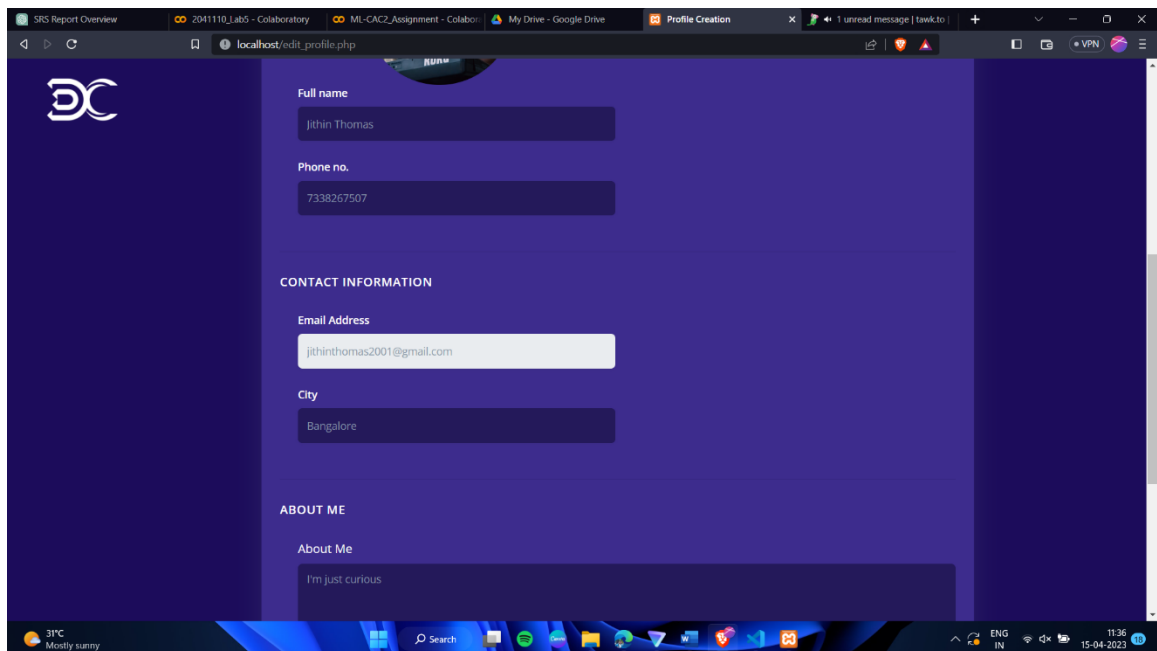 SRS Report Overview
2041110_Lab5 - Colaboratory
ML-CAC2_Assignment - Colabor
My Drive - Google Drive
Profile Creation
1 unread message | tawk.to |
localhost/edit_profile.php
VPN
KORG
Full name
Jithin Thomas
Phone no.
7338267507
CONTACT INFORMATION
Email Address
jithinthomas2001@gmail.com
City
Bangalore
ABOUT ME
About Me
I'm just curious
31°C
Mostly sunny
Search
ENG
IN
11:36
15-04-2023
18